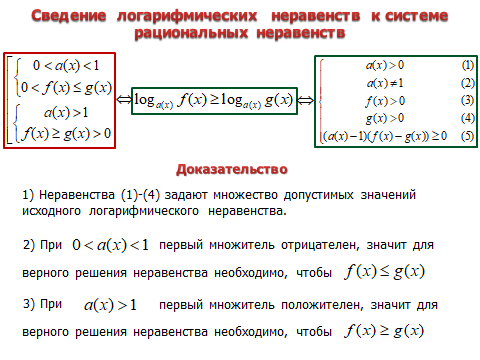 Сведение логарифмических неравенств к системе
рациональных неравенств
0 < a(x) < 1
0 < f(x) ≤ g(x)
a(x) > 1
f(x) ≥ g(x) > 0
⇔ log_{a(x)} f(x) ≥ log_{a(x)} g(x) ⇔
a(x) > 0 (1)
a(x) ≠ 1 (2)
f(x) > 0 (3)
g(x) > 0 (4)
(a(x)−1)(f(x)−g(x)) ≥ 0 (5)
Доказательство
1) Неравенства (1)-(4) задают множество допустимых значений
исходного логарифмического неравенства.
2) При 0 < a(x) < 1 первый множитель отрицателен, значит для
верного решения неравенства необходимо, чтобы f(x) ≤ g(x)
3) При a(x) > 1 первый множитель положителен, значит для
верного решения неравенства необходимо, чтобы f(x) ≥ g(x)